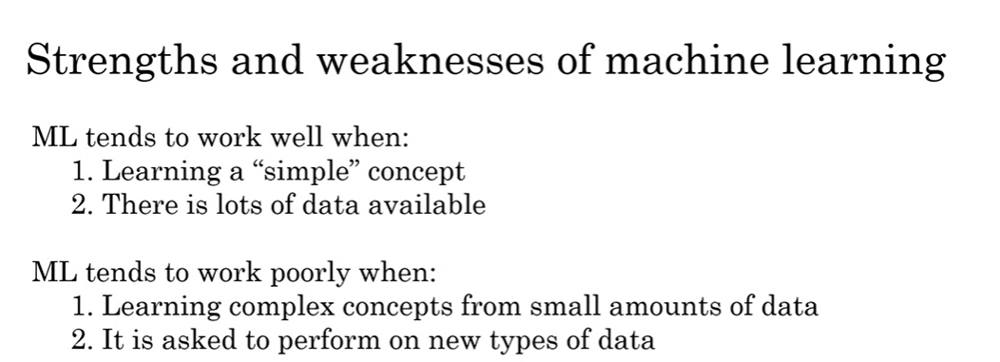 Strengths and weaknesses of machine learning
ML tends to work well when:
1. Learning a “simple” concept
2. There is lots of data available
ML tends to work poorly when:
1. Learning complex concepts from small amounts of data
2. It is asked to perform on new types of data